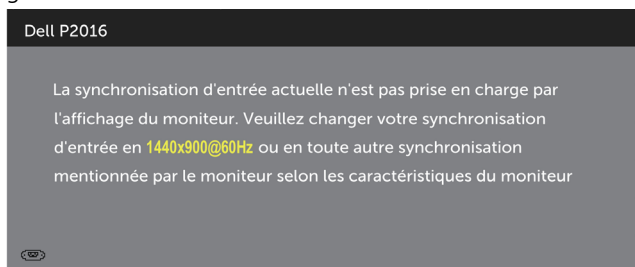 Dell P2016
La synchronisation d'entrée actuelle n'est pas prise en charge par
l'affichage du moniteur. Veuillez changer votre synchronisation
d'entrée en 1440x900@60Hz ou en toute autre synchronisation
mentionnée par le moniteur selon les caractéristiques du moniteur